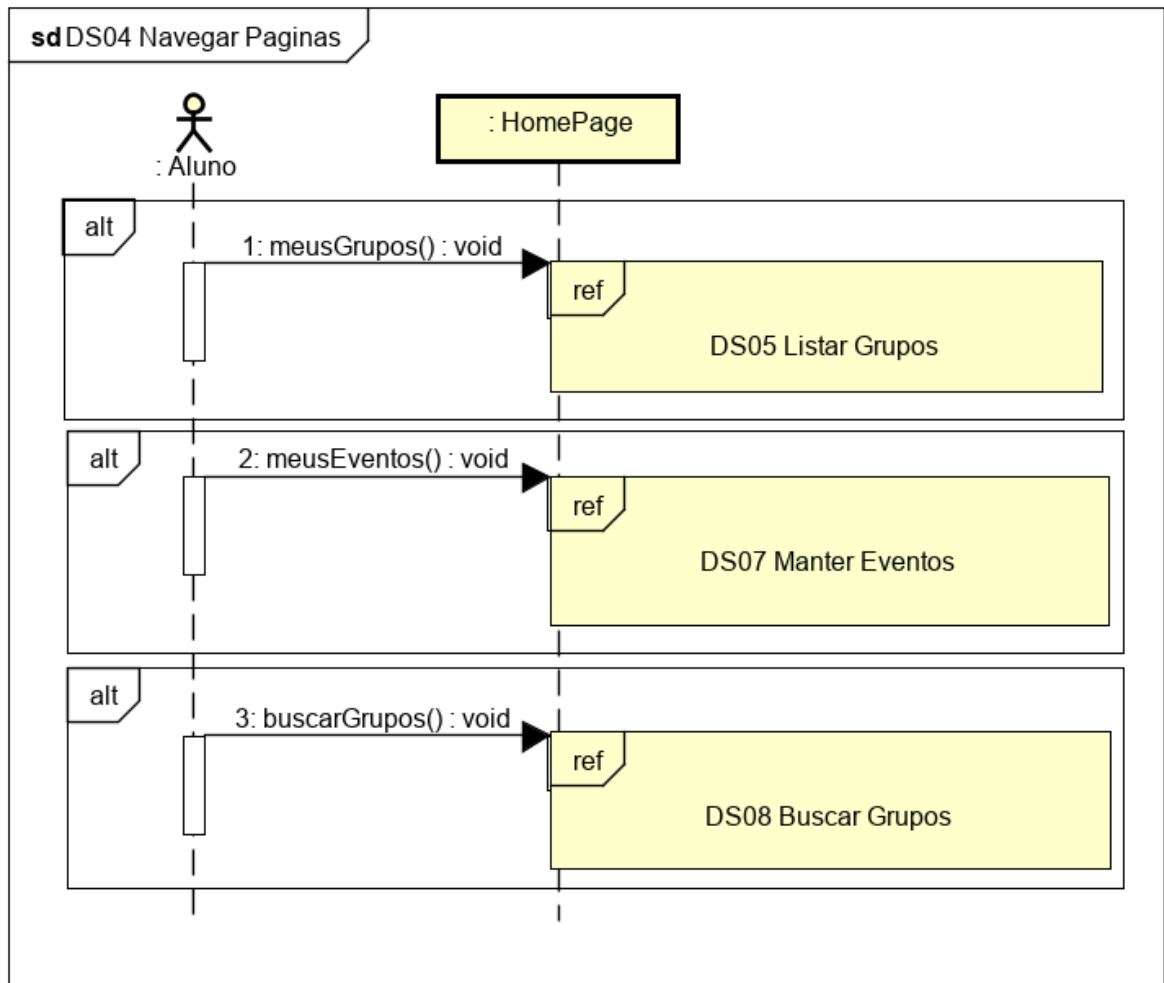 sd DS04 Navegar Paginas
: HomePage
: Aluno
alt
1: meusGrupos() : void
ref
DS05 Listar Grupos
alt
2: meusEventos() : void
ref
DS07 Manter Eventos
alt
3: buscarGrupos() : void
ref
DS08 Buscar Grupos